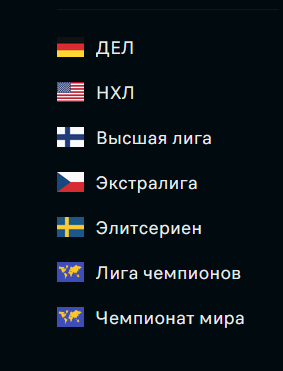 ДЕЛ
НХЛ
Высшая лига
Экстралига
Элитсериен
Лига чемпионов
Чемпионат мира